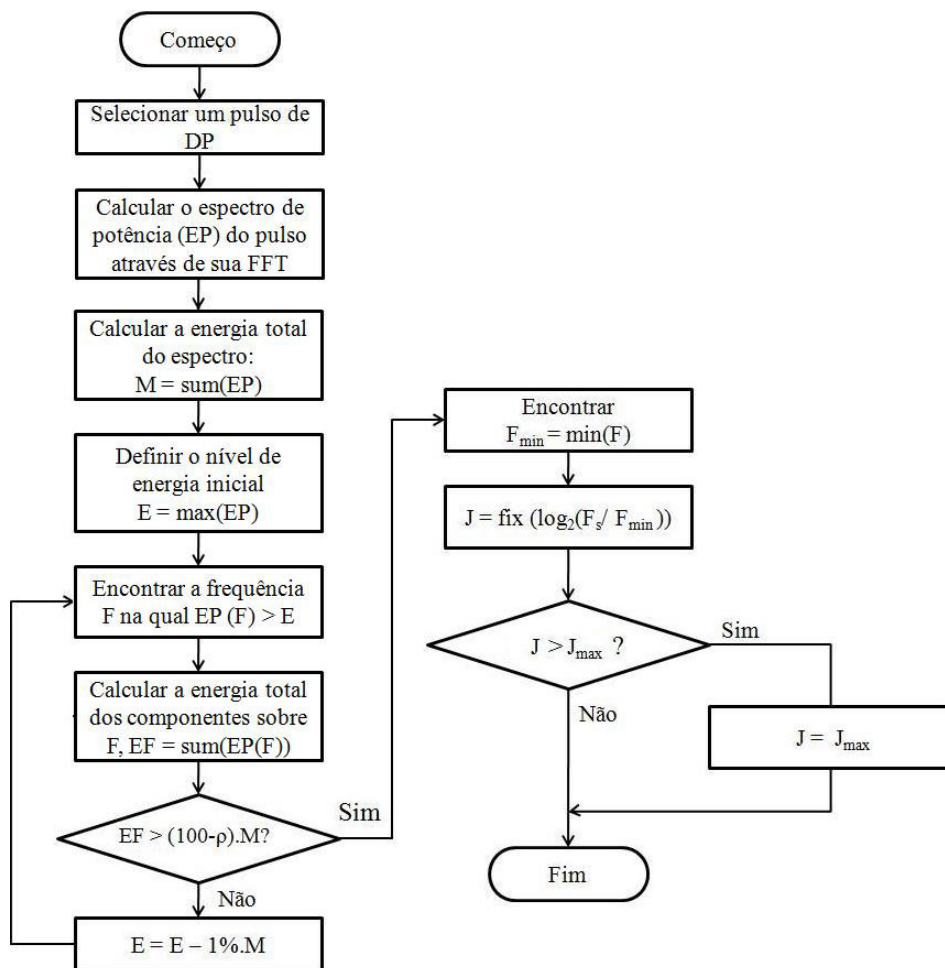 Começo
Selecionar um pulso de
DP
Calcular o espectro de
potência (EP) do pulso
através de sua FFT
Calcular a energia total
do espectro:
M = sum(EP)
Definir o nível de
energia inicial
E = max(EP)
Encontrar a frequência
F na qual EP (F) > E
Calcular a energia total
dos componentes sobre
F, EF = sum(EP(F))
EF > (100-ρ).M?
Sim
Não
E = E – 1%.M
Encontrar
Fmin = min(F)
J = fix (log2(Fs/ Fmin ))
J > Jmax ?
Sim
Não
J = Jmax
Fim